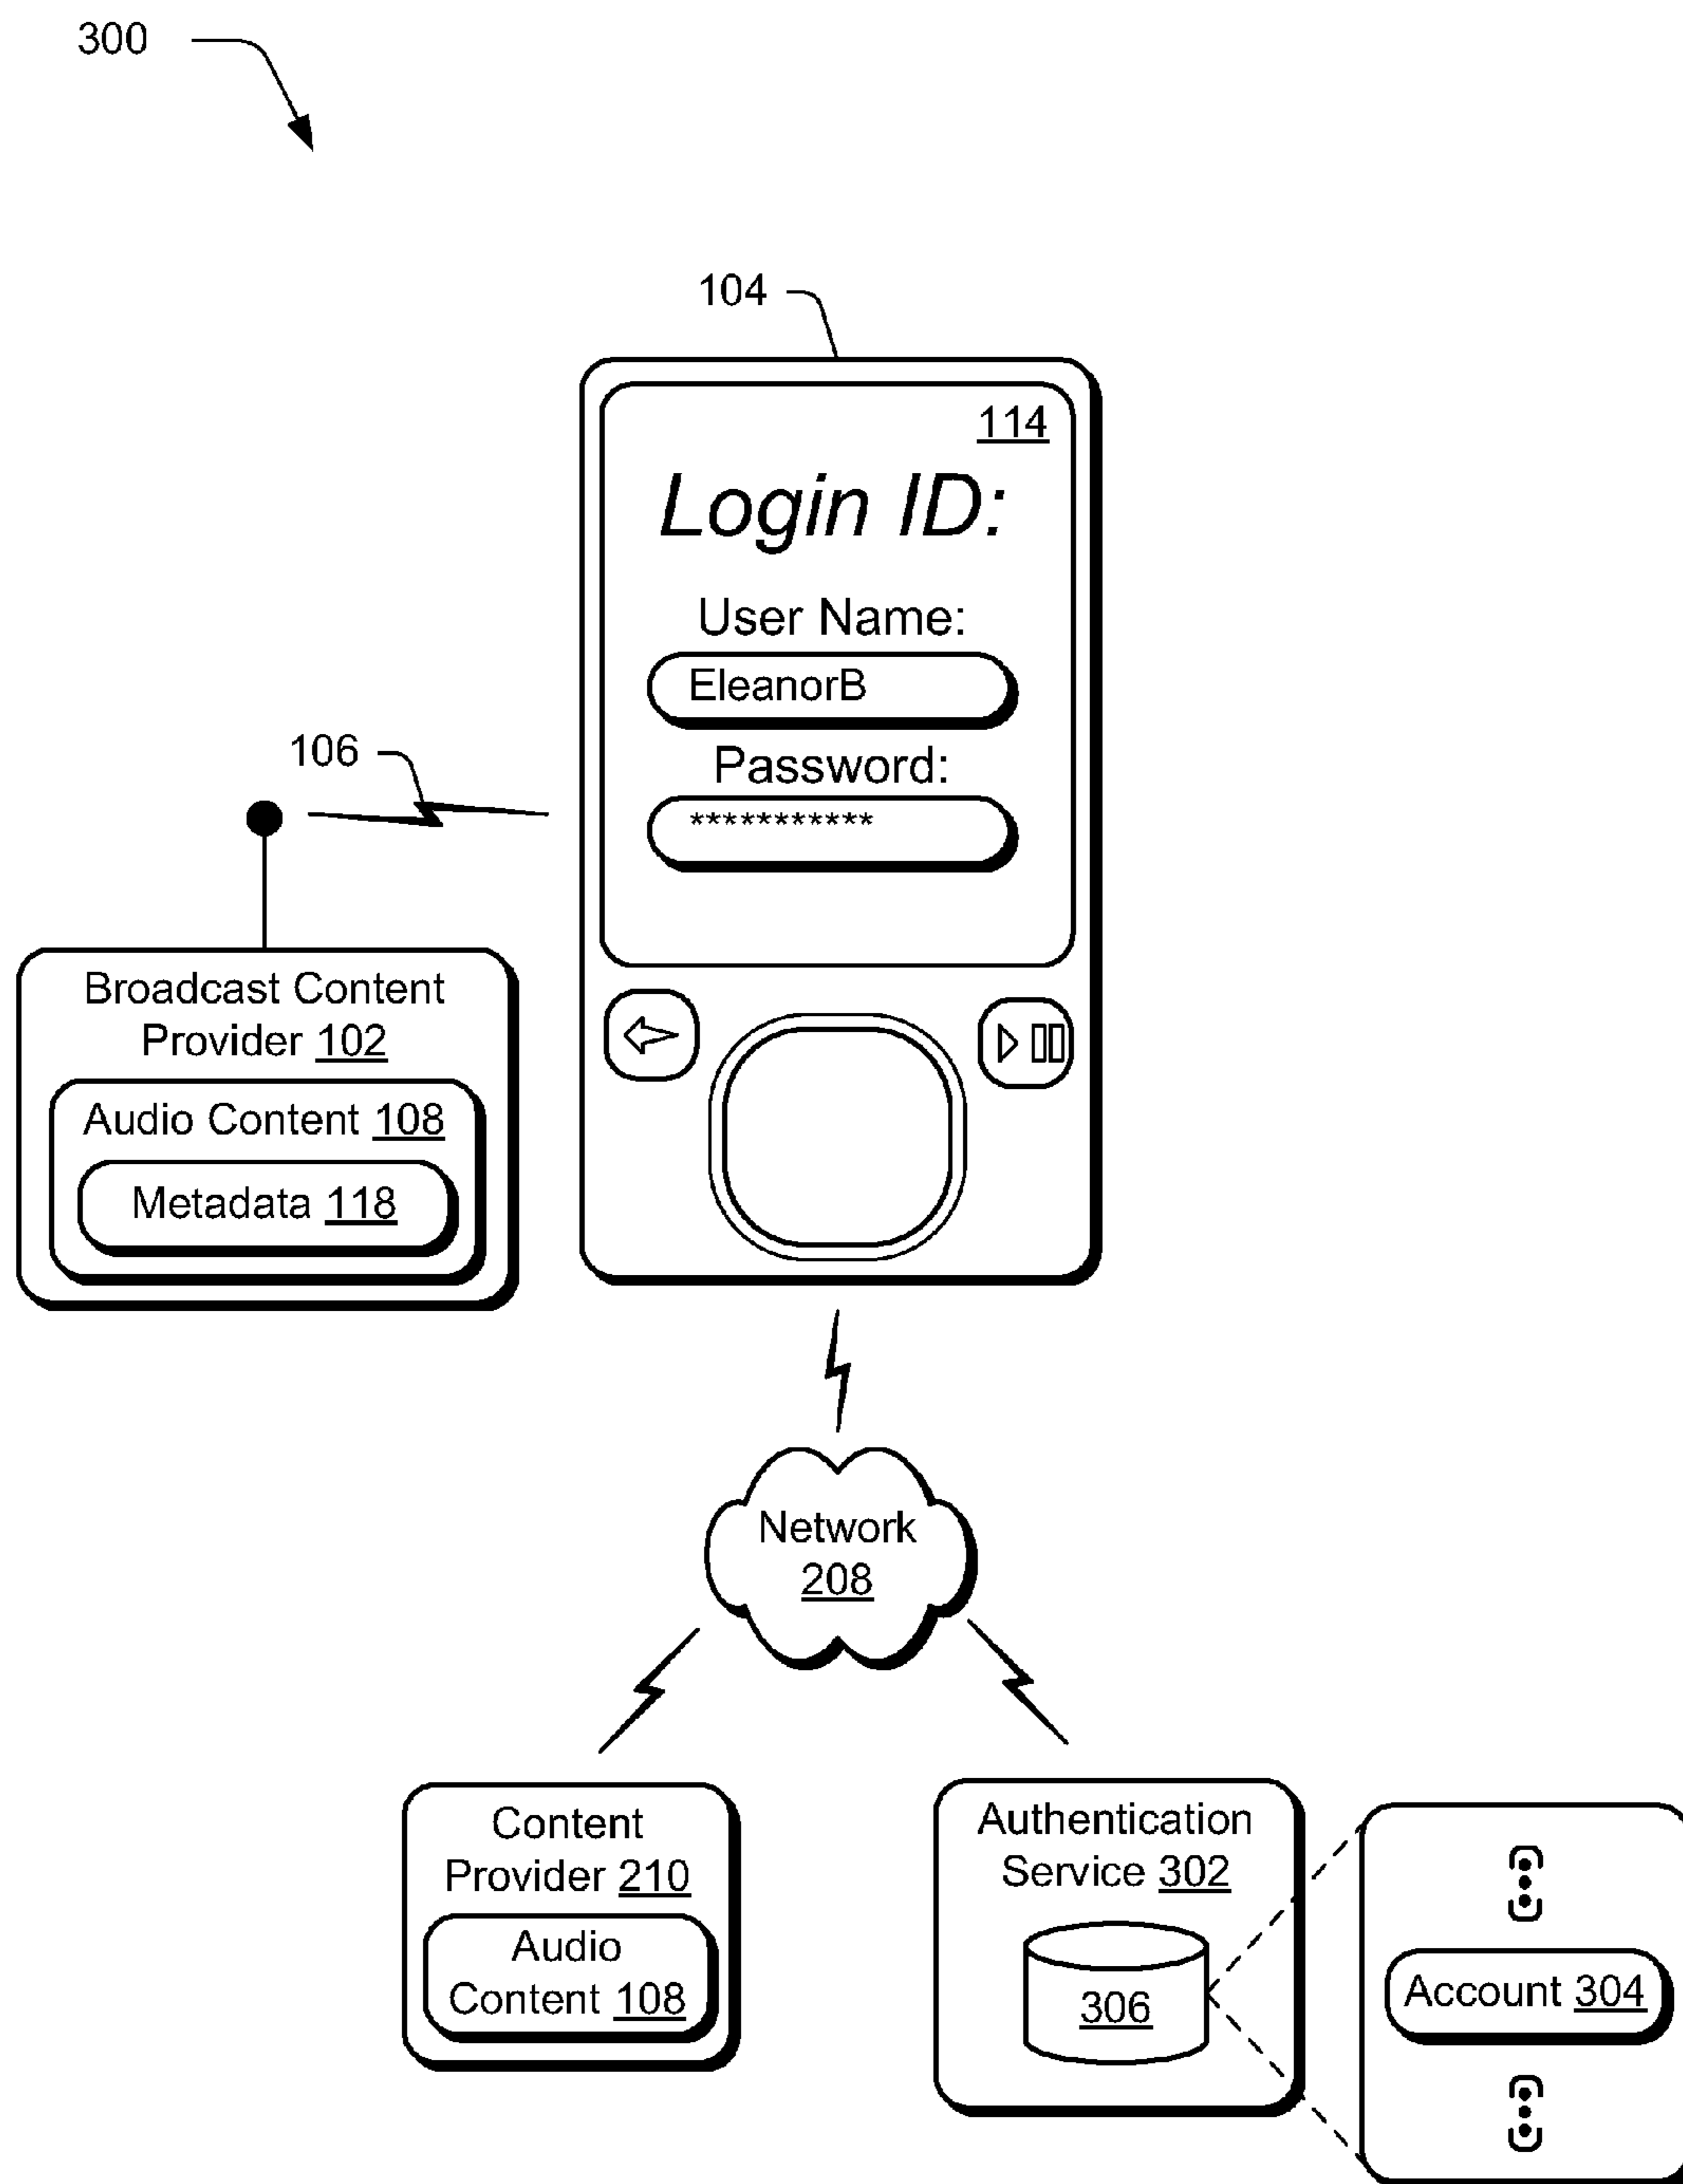 300
104
114
Login ID:
User Name:
EleanorB
Password:
***********
106
Broadcast Content
Provider 102
Audio Content 108
Metadata 118
Network
208
Content
Provider 210
Audio
Content 108
Authentication
Service 302
306
Account 304